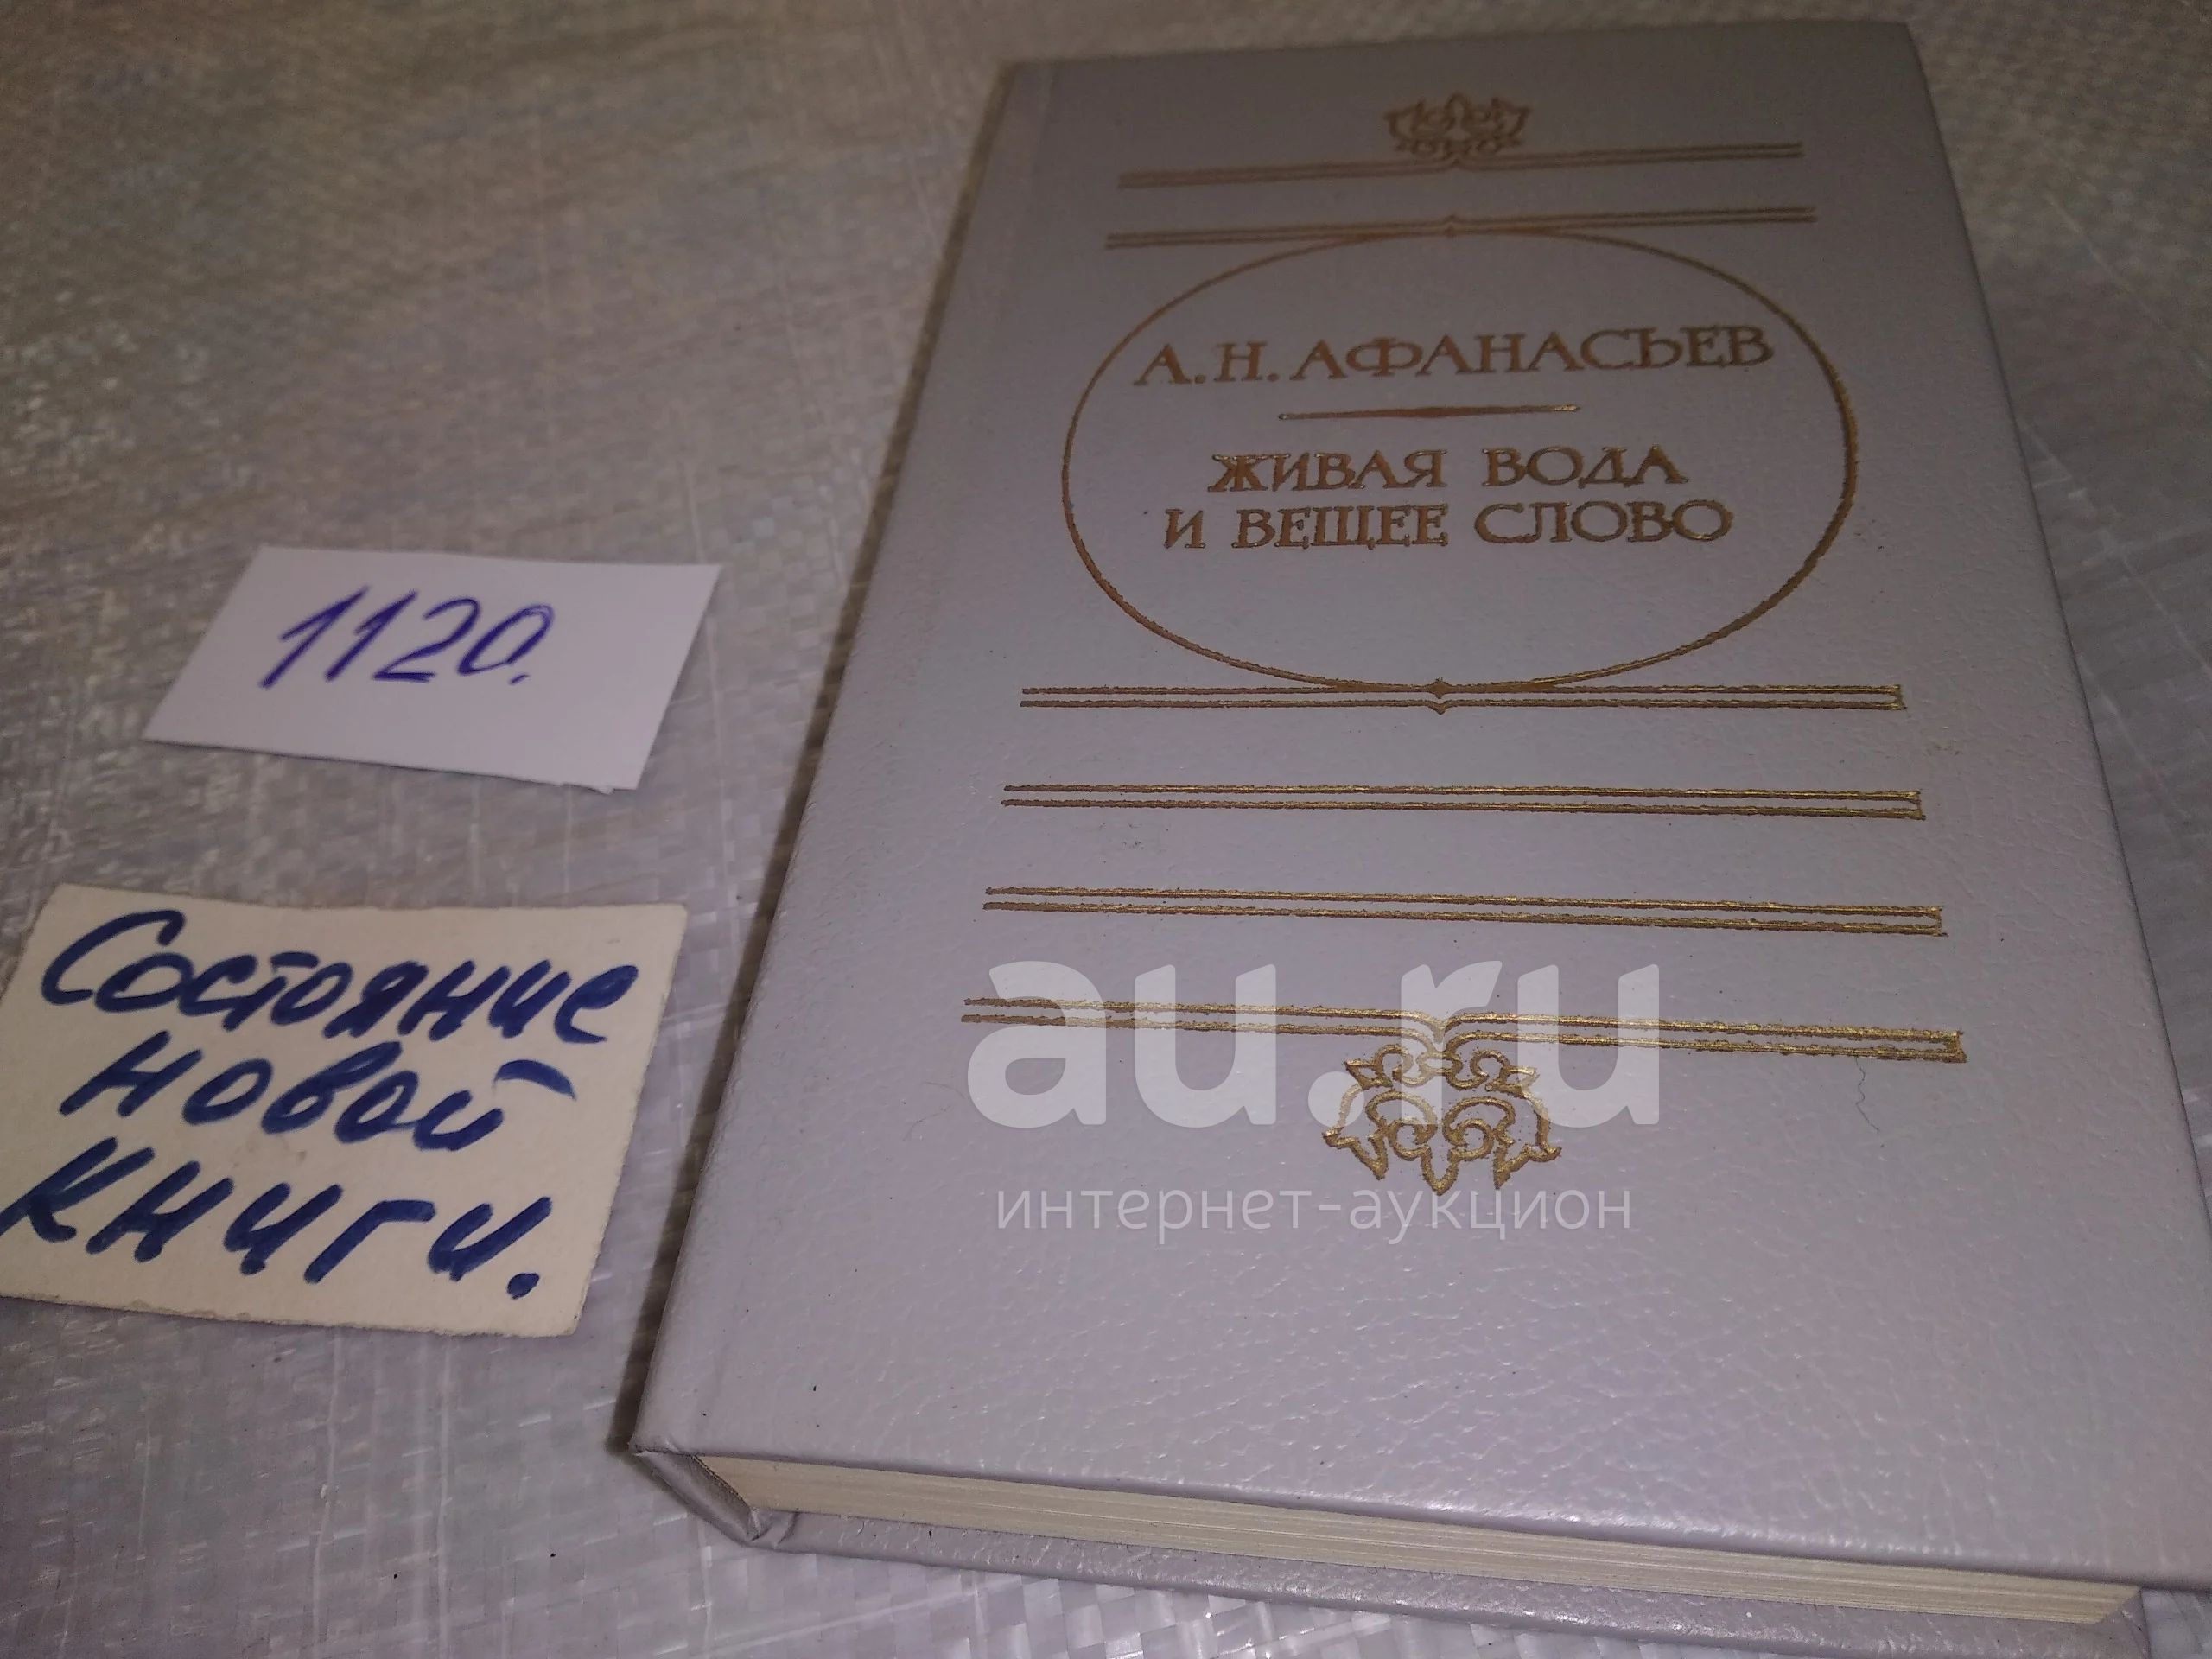 А.Н. АФАНАСЬЕВ
ЖИВАЯ ВОДА
И ВЕЩЕЕ СЛОВО
1120.
Состояние
новой
книги.
au.ru
интернет-аукцион